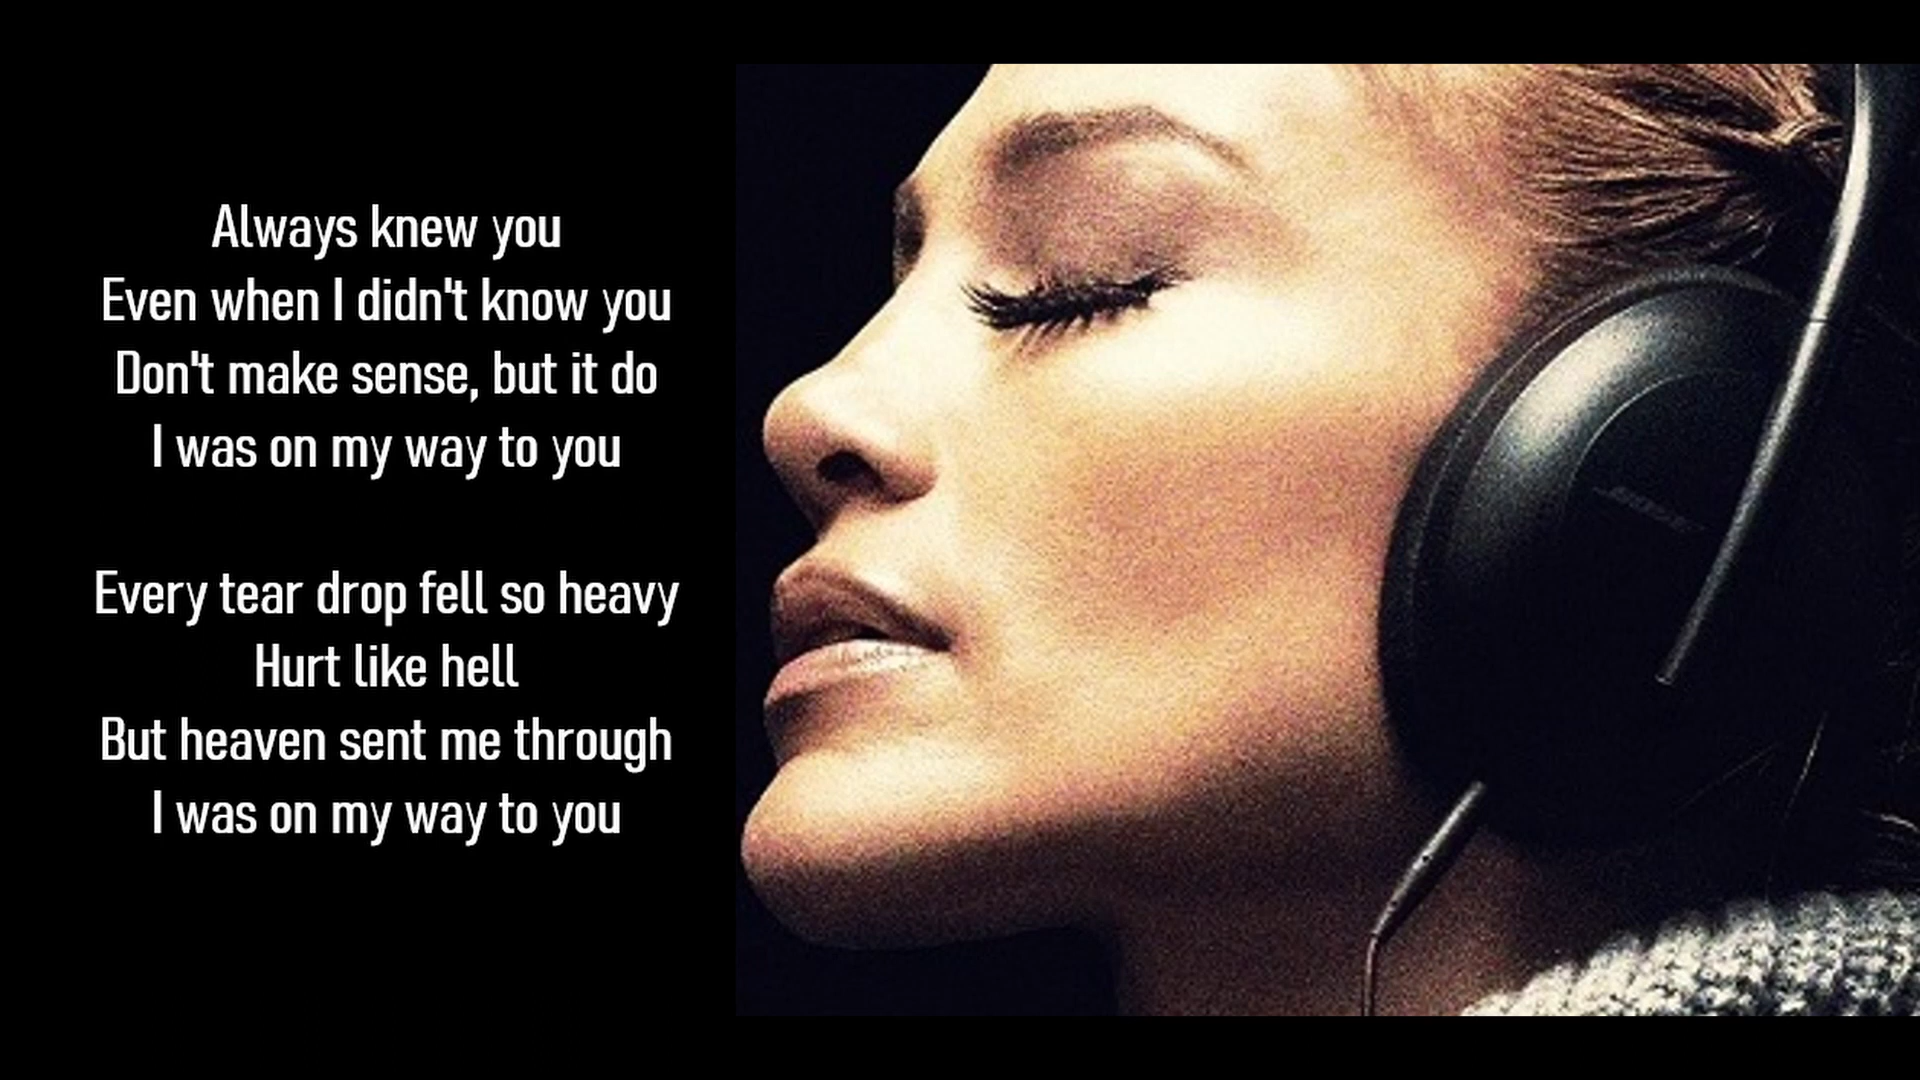 Always knew you
Even when I didn't know you
Don't make sense, but it do
I was on my way to you
Every tear drop fell so heavy
Hurt like hell
But heaven sent me through
I was on my way to you